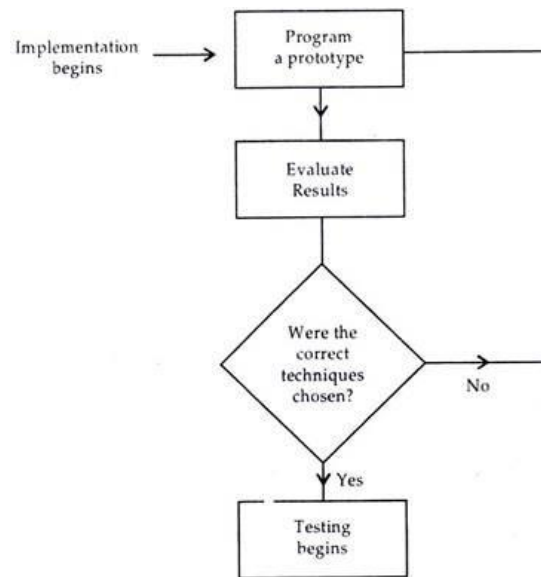 Implementation
begins
Program
a prototype
Evaluate
Results
Were the
correct
techniques
chosen?
No
Yes
Testing
begins